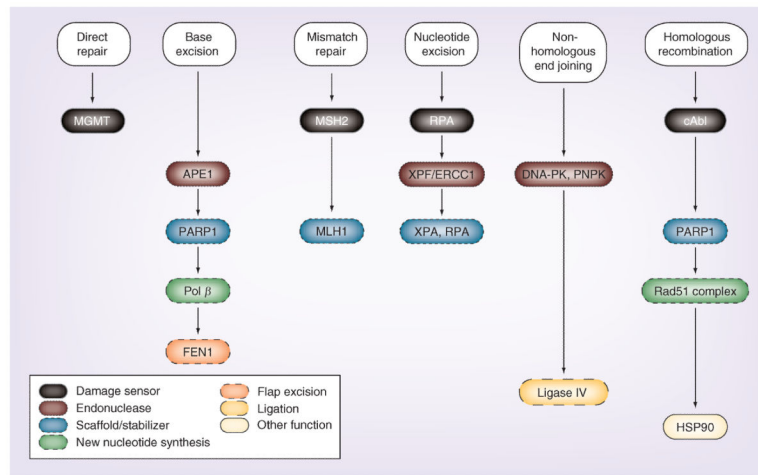 Direct
repair
Base
excision
Mismatch
repair
Nucleotide
excision
Non-
homologous
end joining
Homologous
recombination
MGMT
MSH2
RPA
cAbl
APE1
XPF/ERCC1
DNA-PK, PNPK
PARP1
MLH1
XPA, RPA
PARP1
Pol β
Rad51 complex
FEN1
Ligase IV
HSP90
Damage sensor
Endonuclease
Scaffold/stabilizer
New nucleotide synthesis
Flap excision
Ligation
Other function